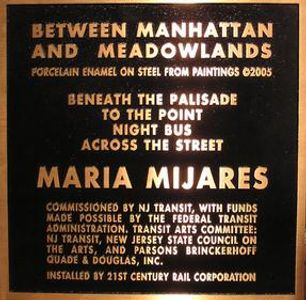 BETWEEN MANHATTAN
AND MEADOWLANDS
PORCELAIN ENAMEL ON STEEL FROM PAINTINGS ©2005
BENEATH THE PALISADE
TO THE POINT
NIGHT BUS
ACROSS THE STREET
MARIA MIJARES
COMMISSIONED BY NJ TRANSIT, WITH FUNDS
MADE POSSIBLE BY THE FEDERAL TRANSIT
ADMINISTRATION. TRANSIT ARTS COMMITTEE:
NJ TRANSIT, NEW JERSEY STATE COUNCIL ON
THE ARTS, AND PARSONS BRINCKERHOFF
QUADE & DOUGLAS, INC.
INSTALLED BY 21ST CENTURY RAIL CORPORATION